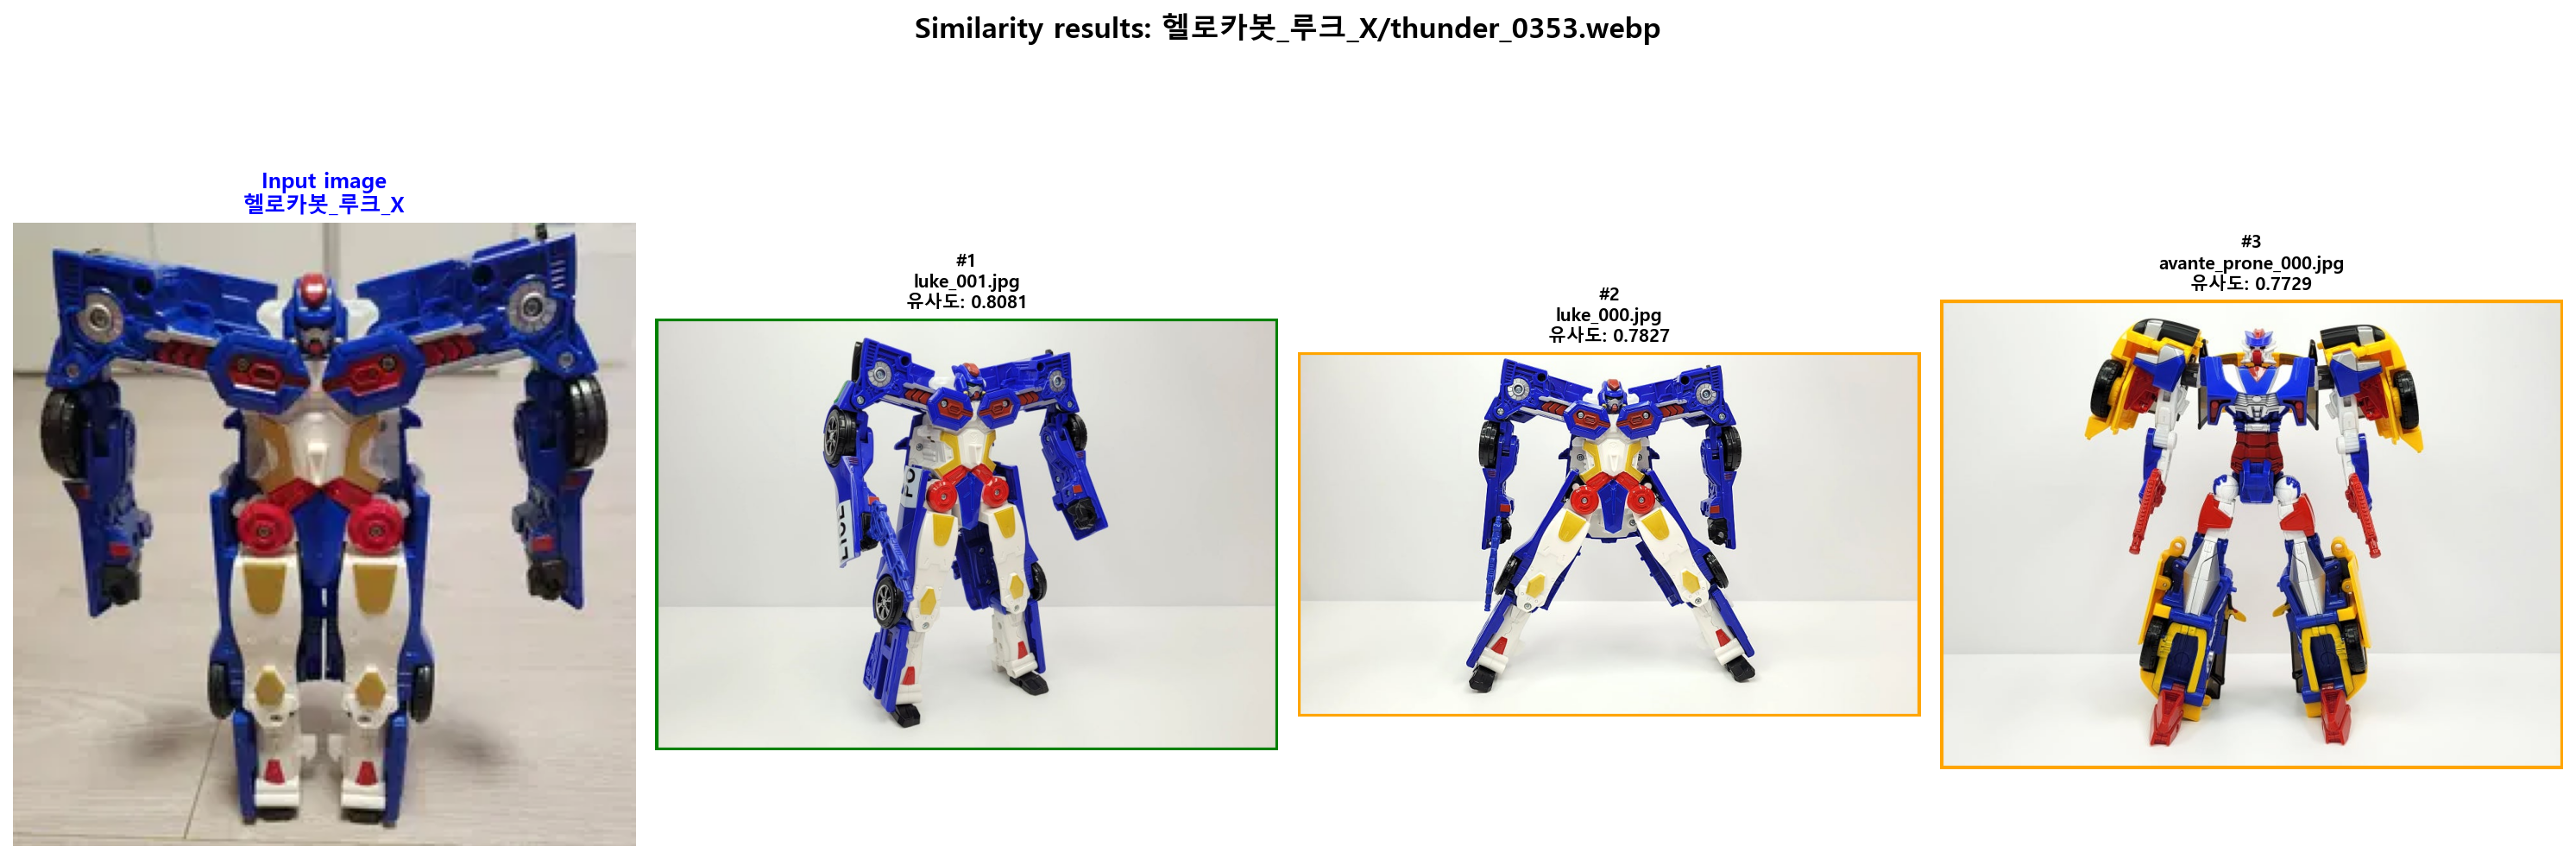 Similarity results: 헬로카봇_루크_X/thunder_0353.webp
Input image
헬로카봇_루크_X
#1
luke_001.jpg
유사도: 0.8081
#2
luke_000.jpg
유사도: 0.7827
#3
avante_prone_000.jpg
유사도: 0.7729